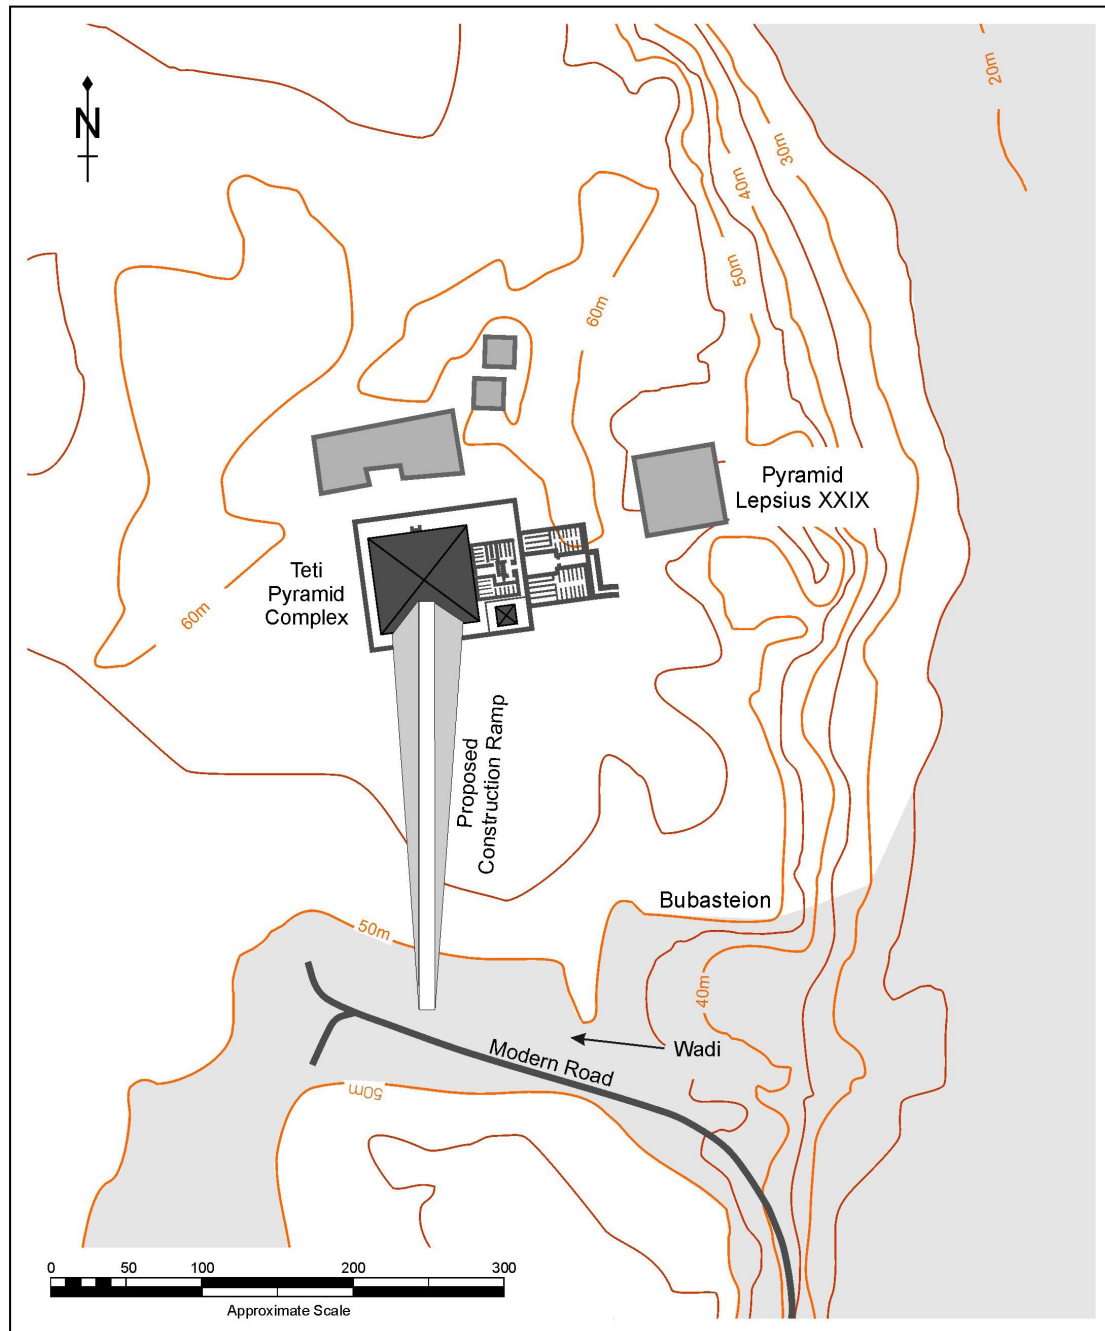 20m
30m
40m
50m
N
60m
Pyramid
Lepsius XXIX
Teti
Pyramid
Complex
60m
Proposed
Construction Ramp
Bubasteion
50m
40m
Wadi
Modern Road
50m
0 50 100 200 300
Approximate Scale